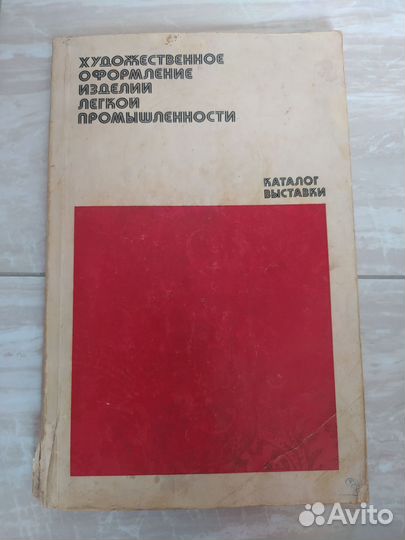 ХУДОЖЕСТВЕННОЕ
ОФОРМЛЕНИЕ
ИЗДЕЛИЙ
ЛЕГКОЙ
ПРОМЫШЛЕННОСТИ
КАТАЛОГ
ВЫСТАВКИ
Avito